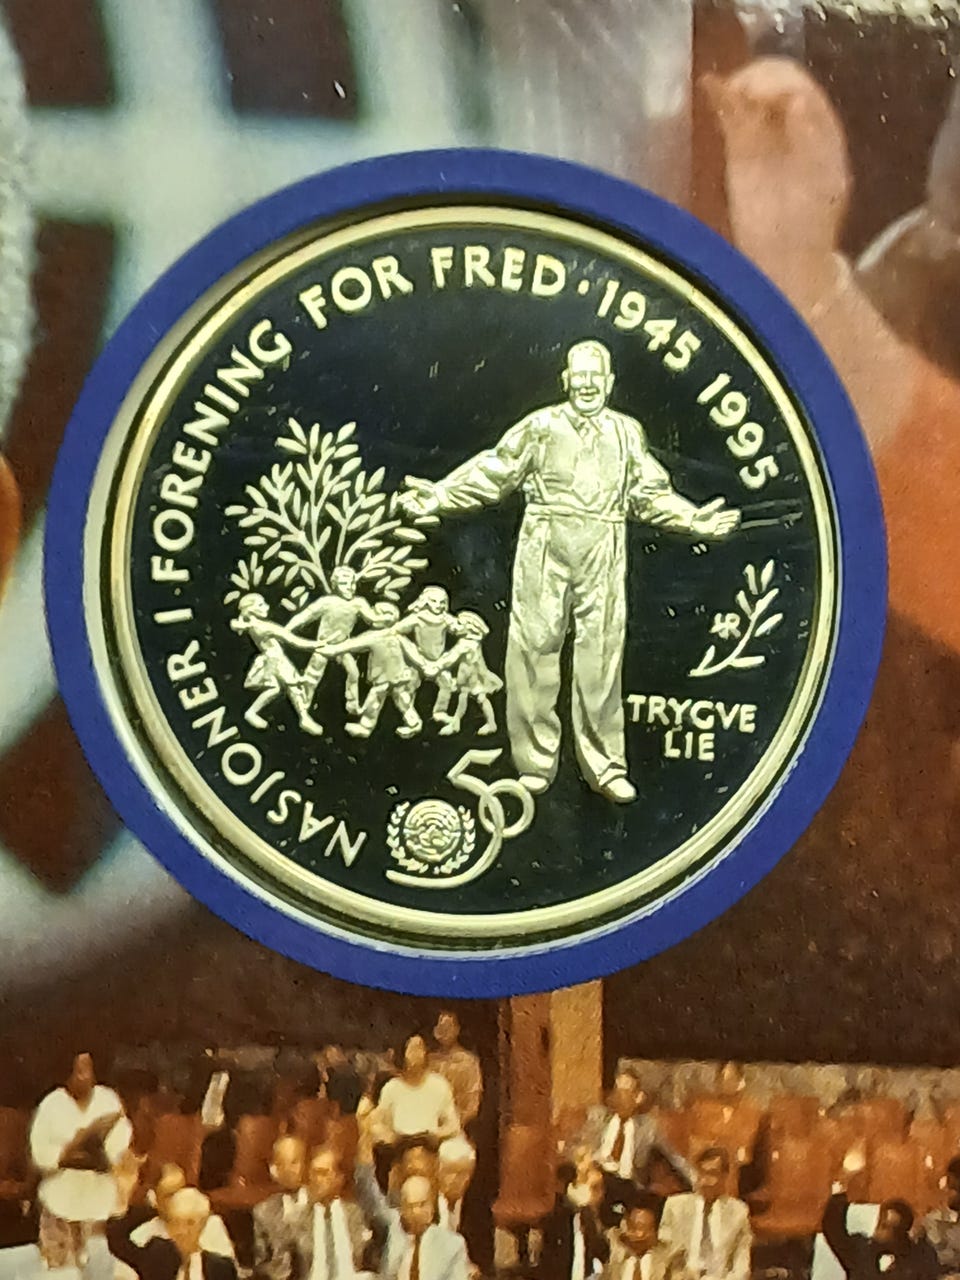 NASJONER I FORENING FOR FRED · 1945 1995
TRYGVE
LIE
50